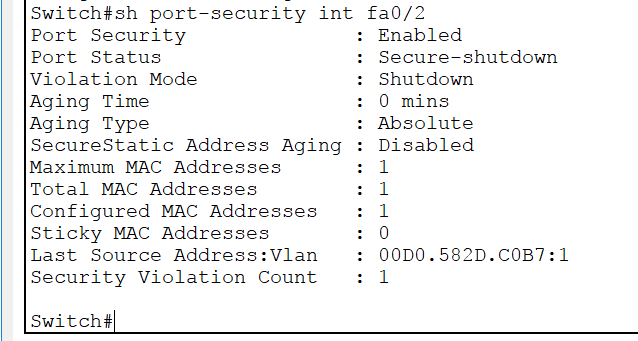 Switch#sh port-security int fa0/2
Port Security : Enabled
Port Status : Secure-shutdown
Violation Mode : Shutdown
Aging Time : 0 mins
Aging Type : Absolute
SecureStatic Address Aging : Disabled
Maximum MAC Addresses : 1
Total MAC Addresses : 1
Configured MAC Addresses : 1
Sticky MAC Addresses : 0
Last Source Address:Vlan : 00D0.582D.C0B7:1
Security Violation Count : 1
Switch#